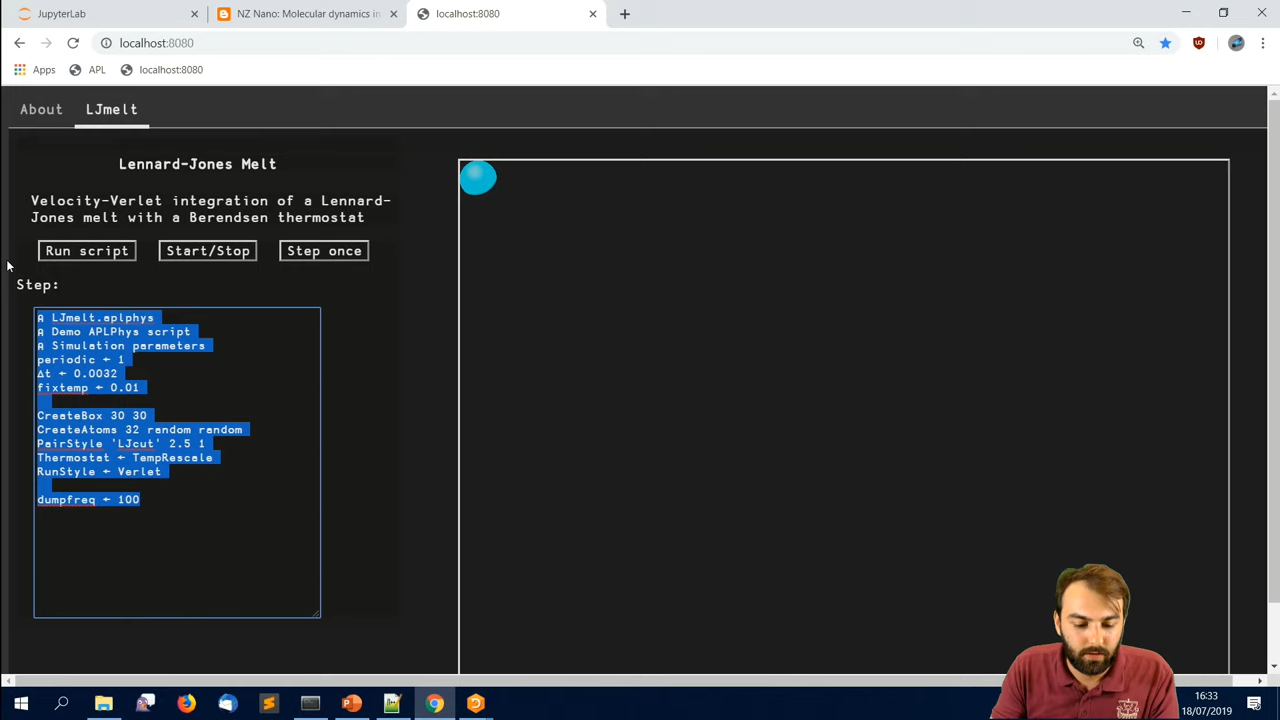 JupyterLab
NZ Nano: Molecular dynamics in
localhost:8080
localhost:8080
Apps
APL
localhost:8080
About
LJmelt
Lennard-Jones Melt
Velocity-Verlet integration of a Lennard-
Jones melt with a Berendsen thermostat
Run script
Start/Stop
Step once
Step:
⍝ LJmelt.aplphys
⍝ Demo APLPhys script
⍝ Simulation parameters
periodic ← 1
∆t ← 0.0032
fixtemp ← 0.01
CreateBox 30 30
CreateAtoms 32 random random
PairStyle 'LJcut' 2.5 1
Thermostat ← TempRescale
RunStyle ← Verlet
dumpfreq ← 100
16:33
18/07/2019